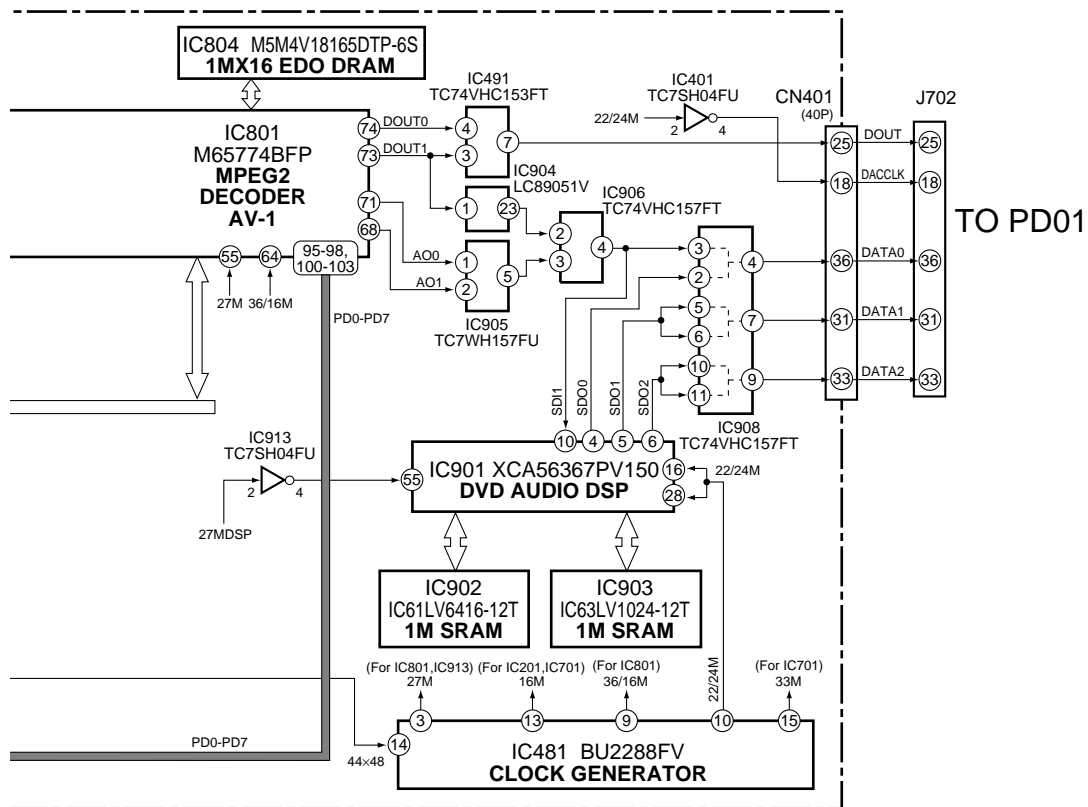 IC804 M5M4V18165DTP-6S
1MX16 EDO DRAM
IC801
M65774BFP
MPEG2
DECODER
AV-1
74
DOUT0
73
DOUT1
71
68
55
64
95-98,
100-103
27M
36/16M
PD0-PD7
AO0
AO1
IC491
TC74VHC153FT
4
3
7
IC904
LC89051V
1
23
1
2
5
IC905
TC7WH157FU
IC906
TC74VHC157FT
2
3
4
IC401
TC7SH04FU
22/24M
2
4
CN401
(40P)
J702
25
DOUT
25
18
DACCLK
18
36
DATA0
36
31
DATA1
31
33
DATA2
33
TO PD01
3
2
4
5
6
7
10
11
9
IC908
TC74VHC157FT
SDI1
SDO0
SDO1
SDO2
10
4
5
6
IC913
TC7SH04FU
2
4
27MDSP
55
IC901 XCA56367PV150
DVD AUDIO DSP
16
28
22/24M
IC902
IC61LV6416-12T
1M SRAM
IC903
IC63LV1024-12T
1M SRAM
(For IC801,IC913)
27M
(For IC201,IC701)
16M
(For IC801)
36/16M
22/24M
(For IC701)
33M
3
13
9
10
15
14
44×48
PD0-PD7
IC481 BU2288FV
CLOCK GENERATOR